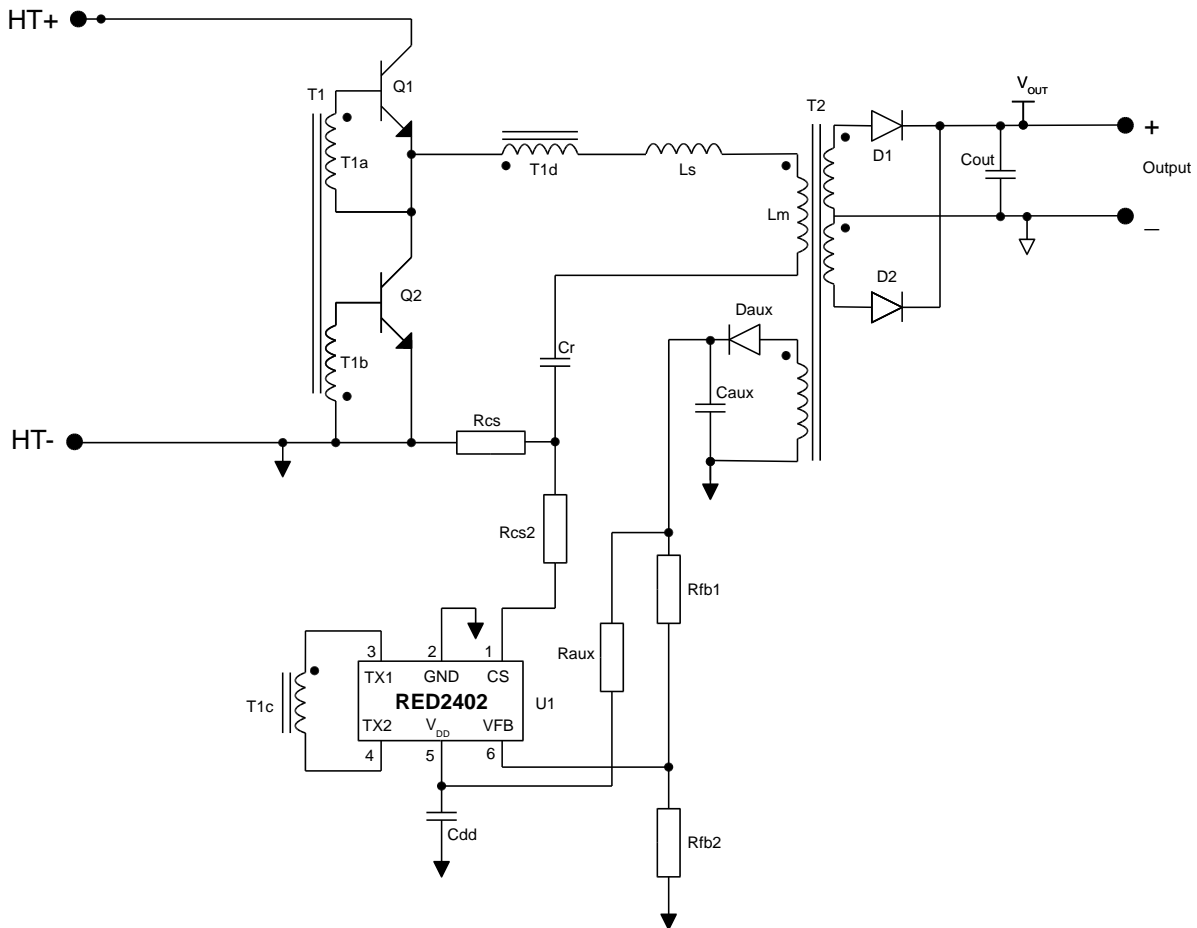 HT+
Q1
T1
T1a
T1d
Ls
T2
D1
VOUT
Cout
+
Output
Lm
_
Q2
D2
T1b
Cr
Daux
Caux
Rcs
HT-
Rcs2
Rfb1
Raux
3 2 1
TX1 GND CS
RED2402
U1
T1c
TX2 VDD VFB
4 5 6
Cdd
Rfb2